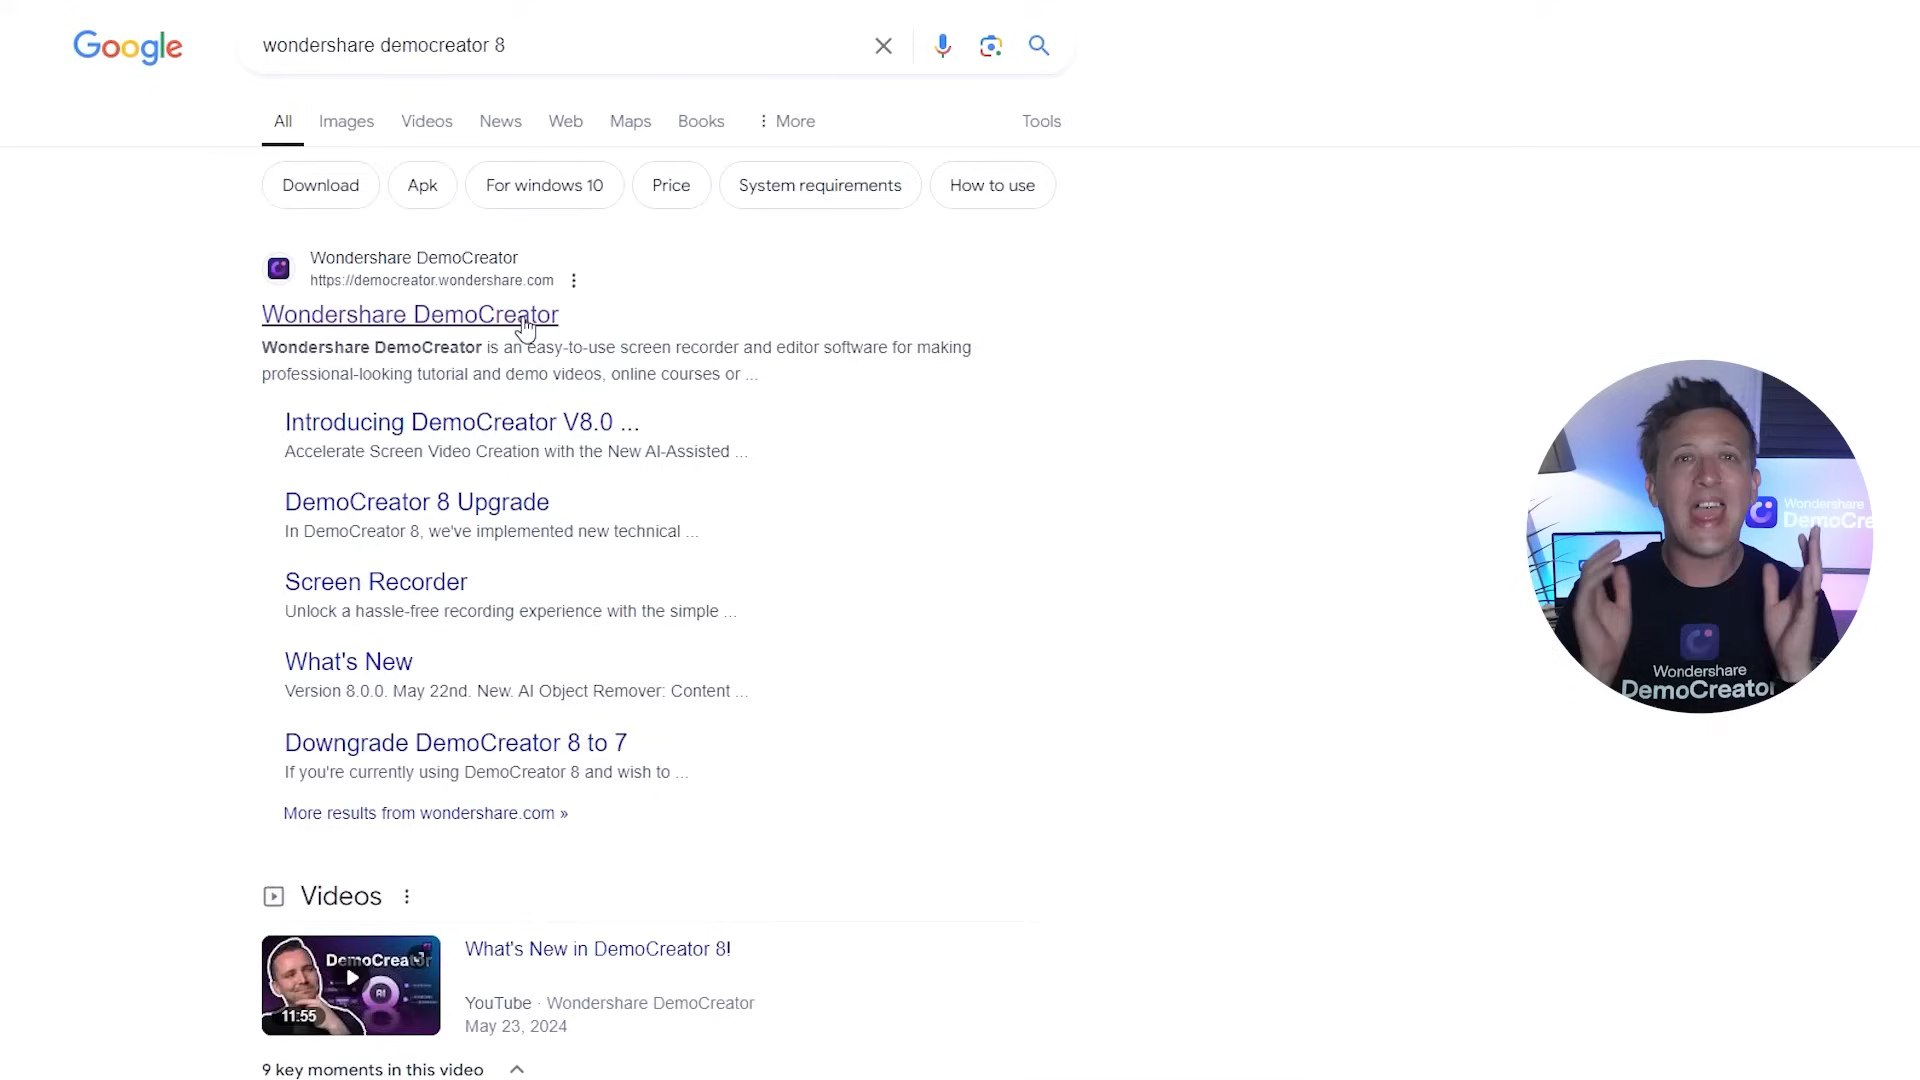 Google
wondershare democreator 8
All Images Videos News Web Maps Books More Tools
Download Apk For windows 10 Price System requirements How to use
Wondershare DemoCreator
https://democreator.wondershare.com
Wondershare DemoCreator
Wondershare DemoCreator is an easy-to-use screen recorder and editor software for making
professional-looking tutorial and demo videos, online courses or ...
Introducing DemoCreator V8.0 ...
Accelerate Screen Video Creation with the New AI-Assisted ...
DemoCreator 8 Upgrade
In DemoCreator 8, we've implemented new technical ...
Screen Recorder
Unlock a hassle-free recording experience with the simple ...
What's New
Version 8.0.0. May 22nd. New. AI Object Remover: Content ...
Downgrade DemoCreator 8 to 7
If you're currently using DemoCreator 8 and wish to ...
More results from wondershare.com »
Wondershare
DemoCre
Wondershare
DemoCreator
Videos
DemoCreator
AI
11:55
What's New in DemoCreator 8!
YouTube · Wondershare DemoCreator
May 23, 2024
9 key moments in this video